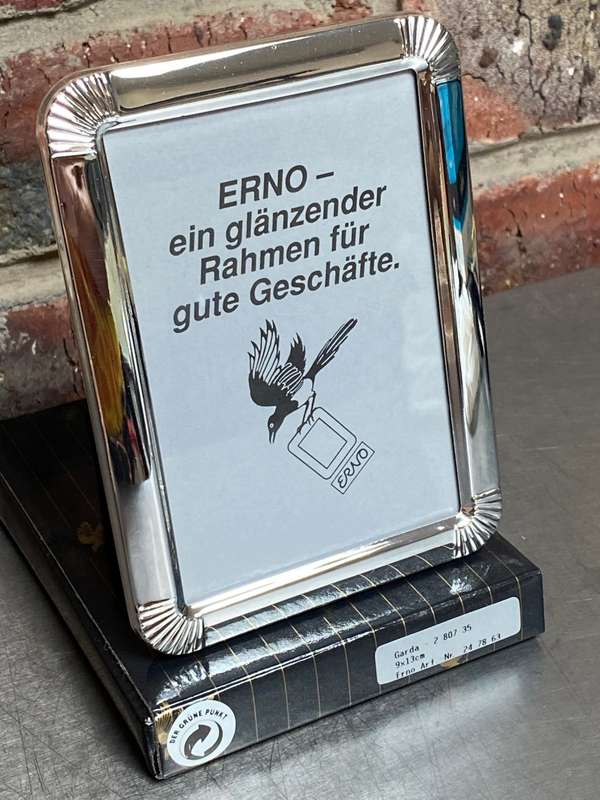 ERNO –
ein glänzender
Rahmen für
gute Geschäfte.
ERNO
Garda - 2 807 35
9x13cm
Erno Art Nr 24 78 63
DER GRÜNE PUNKT